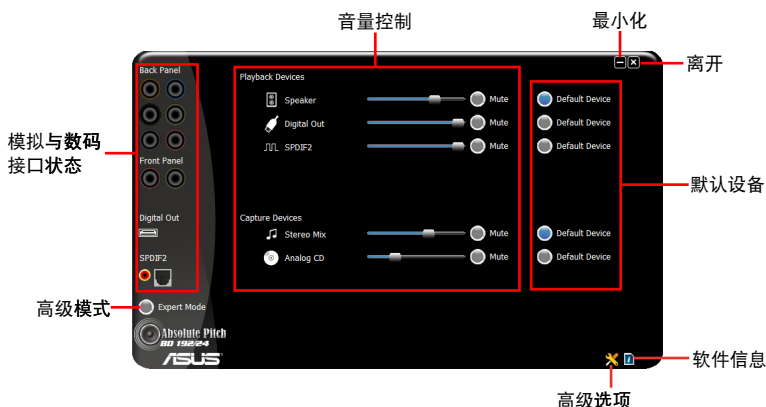 音量控制
最小化
离开
Back Panel
Playback Devices
Speaker
Mute
Default Device
Digital Out
Mute
Default Device
SPDIF2
Mute
Default Device
模拟与数码
接口状态
Front Panel
默认设备
Digital Out
Capture Devices
Stereo Mix
Mute
Default Device
SPDIF2
Analog CD
Mute
Default Device
高级模式
Expert Mode
Absolute Pitch
BD 192/24
ASUS
软件信息
高级选项